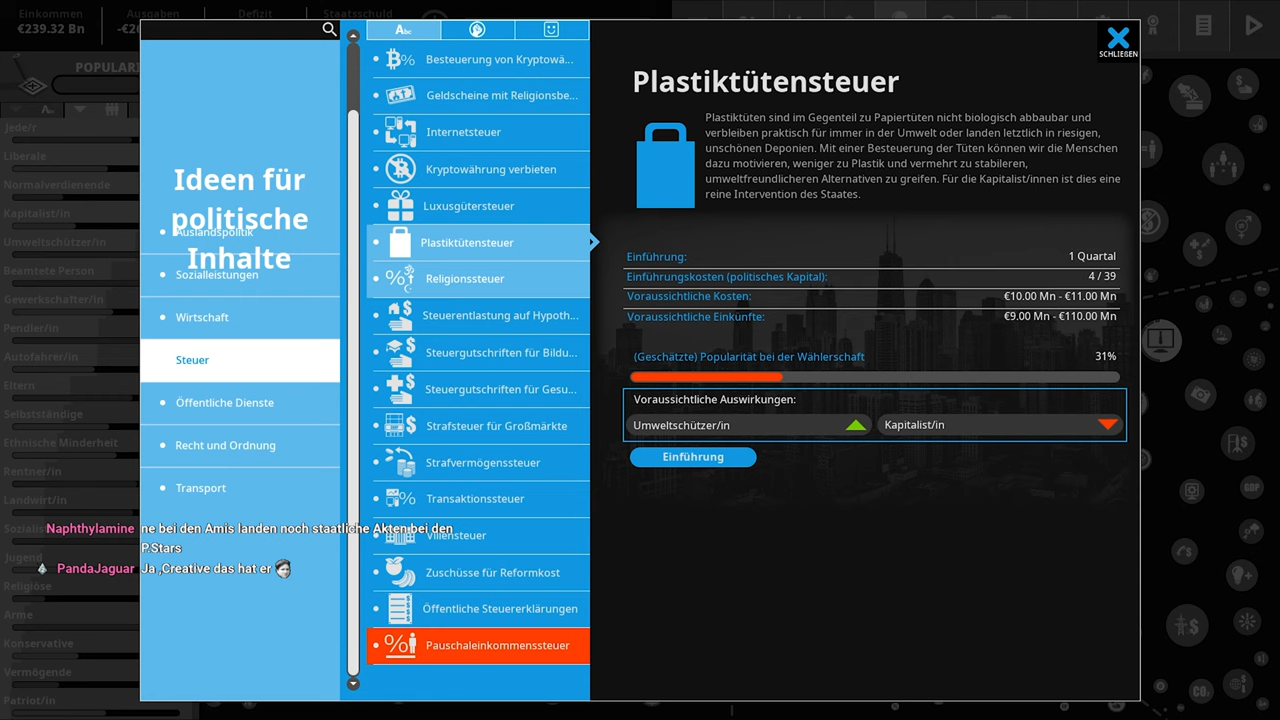 Einkommen
Ausgaben
Defizit
Staatsschuld
€239.32 Bn
-€26
POPULARI
Jede/r
Liberale
Normalverdienende
Kapitalist/in
Umweltschützer/in
Beamtete Person
Gewerkschafter/in
Pendler/in
Autofahrer/in
Eltern
Selbstständige
Ethnische Minderheit
Rentner/in
Landwirt/in
Sozialis
Jugend
Religiöse
Arme
Konservative
Vermögende
Patriot/in
Ideen für
politische
Inhalte
Auslandspolitik
Sozialleistungen
Wirtschaft
Steuer
Öffentliche Dienste
Recht und Ordnung
Transport
Abc
Besteuerung von Kryptowä...
Geldscheine mit Religionsbe...
Internetsteuer
Kryptowährung verbieten
Luxusgütersteuer
Plastiktütensteuer
Religionssteuer
Steuerentlastung auf Hypoth...
Steuergutschriften für Bildu...
Steuergutschriften für Gesu...
Strafsteuer für Großmärkte
Strafvermögenssteuer
Transaktionssteuer
Villensteuer
Zuschüsse für Reformkost
Öffentliche Steuererklärungen
Pauschaleinkommenssteuer
Naphthylamine ne bei den Amis landen noch staatliche Akten bei den
P.Stars
PandaJaguar Ja ,Creative das hat er
SCHLIEßEN
Plastiktütensteuer
Plastiktüten sind im Gegenteil zu Papiertüten nicht biologisch abbaubar und
verbleiben praktisch für immer in der Umwelt oder landen letztlich in riesigen,
unschönen Deponien. Mit einer Besteuerung der Tüten können wir die Menschen
dazu motivieren, weniger zu Plastik und vermehrt zu stabileren,
umweltfreundlicheren Alternativen zu greifen. Für die Kapitalist/innen ist dies eine
reine Intervention des Staates.
Einführung: 1 Quartal
Einführungskosten (politisches Kapital): 4 / 39
Voraussichtliche Kosten: €10.00 Mn - €11.00 Mn
Voraussichtliche Einkünfte: €9.00 Mn - €110.00 Mn
(Geschätzte) Popularität bei der Wählerschaft 31%
Voraussichtliche Auswirkungen:
Umweltschützer/in
Kapitalist/in
Einführung
GDP
CO₂